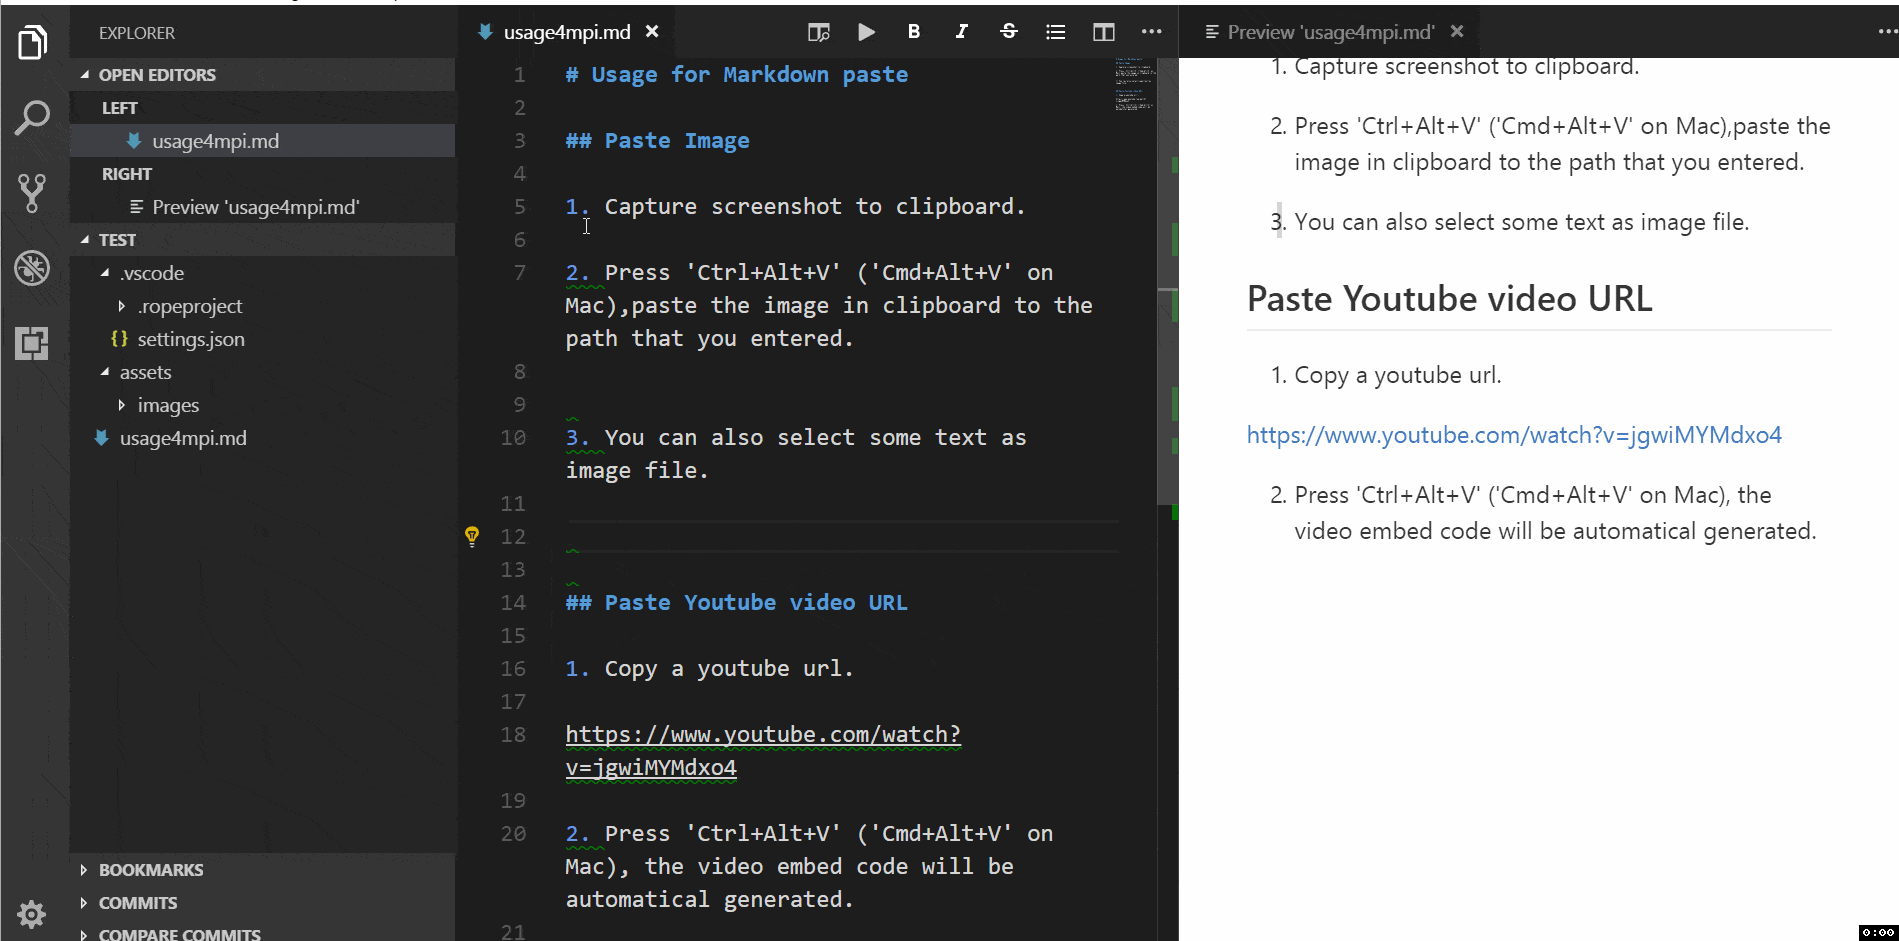 EXPLORER
OPEN EDITORS
LEFT
usage4mpi.md
RIGHT
Preview 'usage4mpi.md'
TEST
.vscode
.ropeproject
{} settings.json
assets
images
usage4mpi.md
BOOKMARKS
COMMITS
COMPARE COMMITS
usage4mpi.md
B I S
1 # Usage for Markdown paste
2
3 ## Paste Image
4
5 1. Capture screenshot to clipboard.
6
7 2. Press 'Ctrl+Alt+V' ('Cmd+Alt+V' on
Mac),paste the image in clipboard to the
path that you entered.
8
9
10 3. You can also select some text as
image file.
11
12
13
14 ## Paste Youtube video URL
15
16 1. Copy a youtube url.
17
18 https://www.youtube.com/watch?
v=jgwiMYMdxo4
19
20 2. Press 'Ctrl+Alt+V' ('Cmd+Alt+V' on
Mac), the video embed code will be
automatical generated.
21
Preview 'usage4mpi.md'
1. Capture screenshot to clipboard.
2. Press 'Ctrl+Alt+V' ('Cmd+Alt+V' on Mac),paste the
image in clipboard to the path that you entered.
3. You can also select some text as image file.
Paste Youtube video URL
1. Copy a youtube url.
https://www.youtube.com/watch?v=jgwiMYMdxo4
2. Press 'Ctrl+Alt+V' ('Cmd+Alt+V' on Mac), the
video embed code will be automatical generated.
0:00